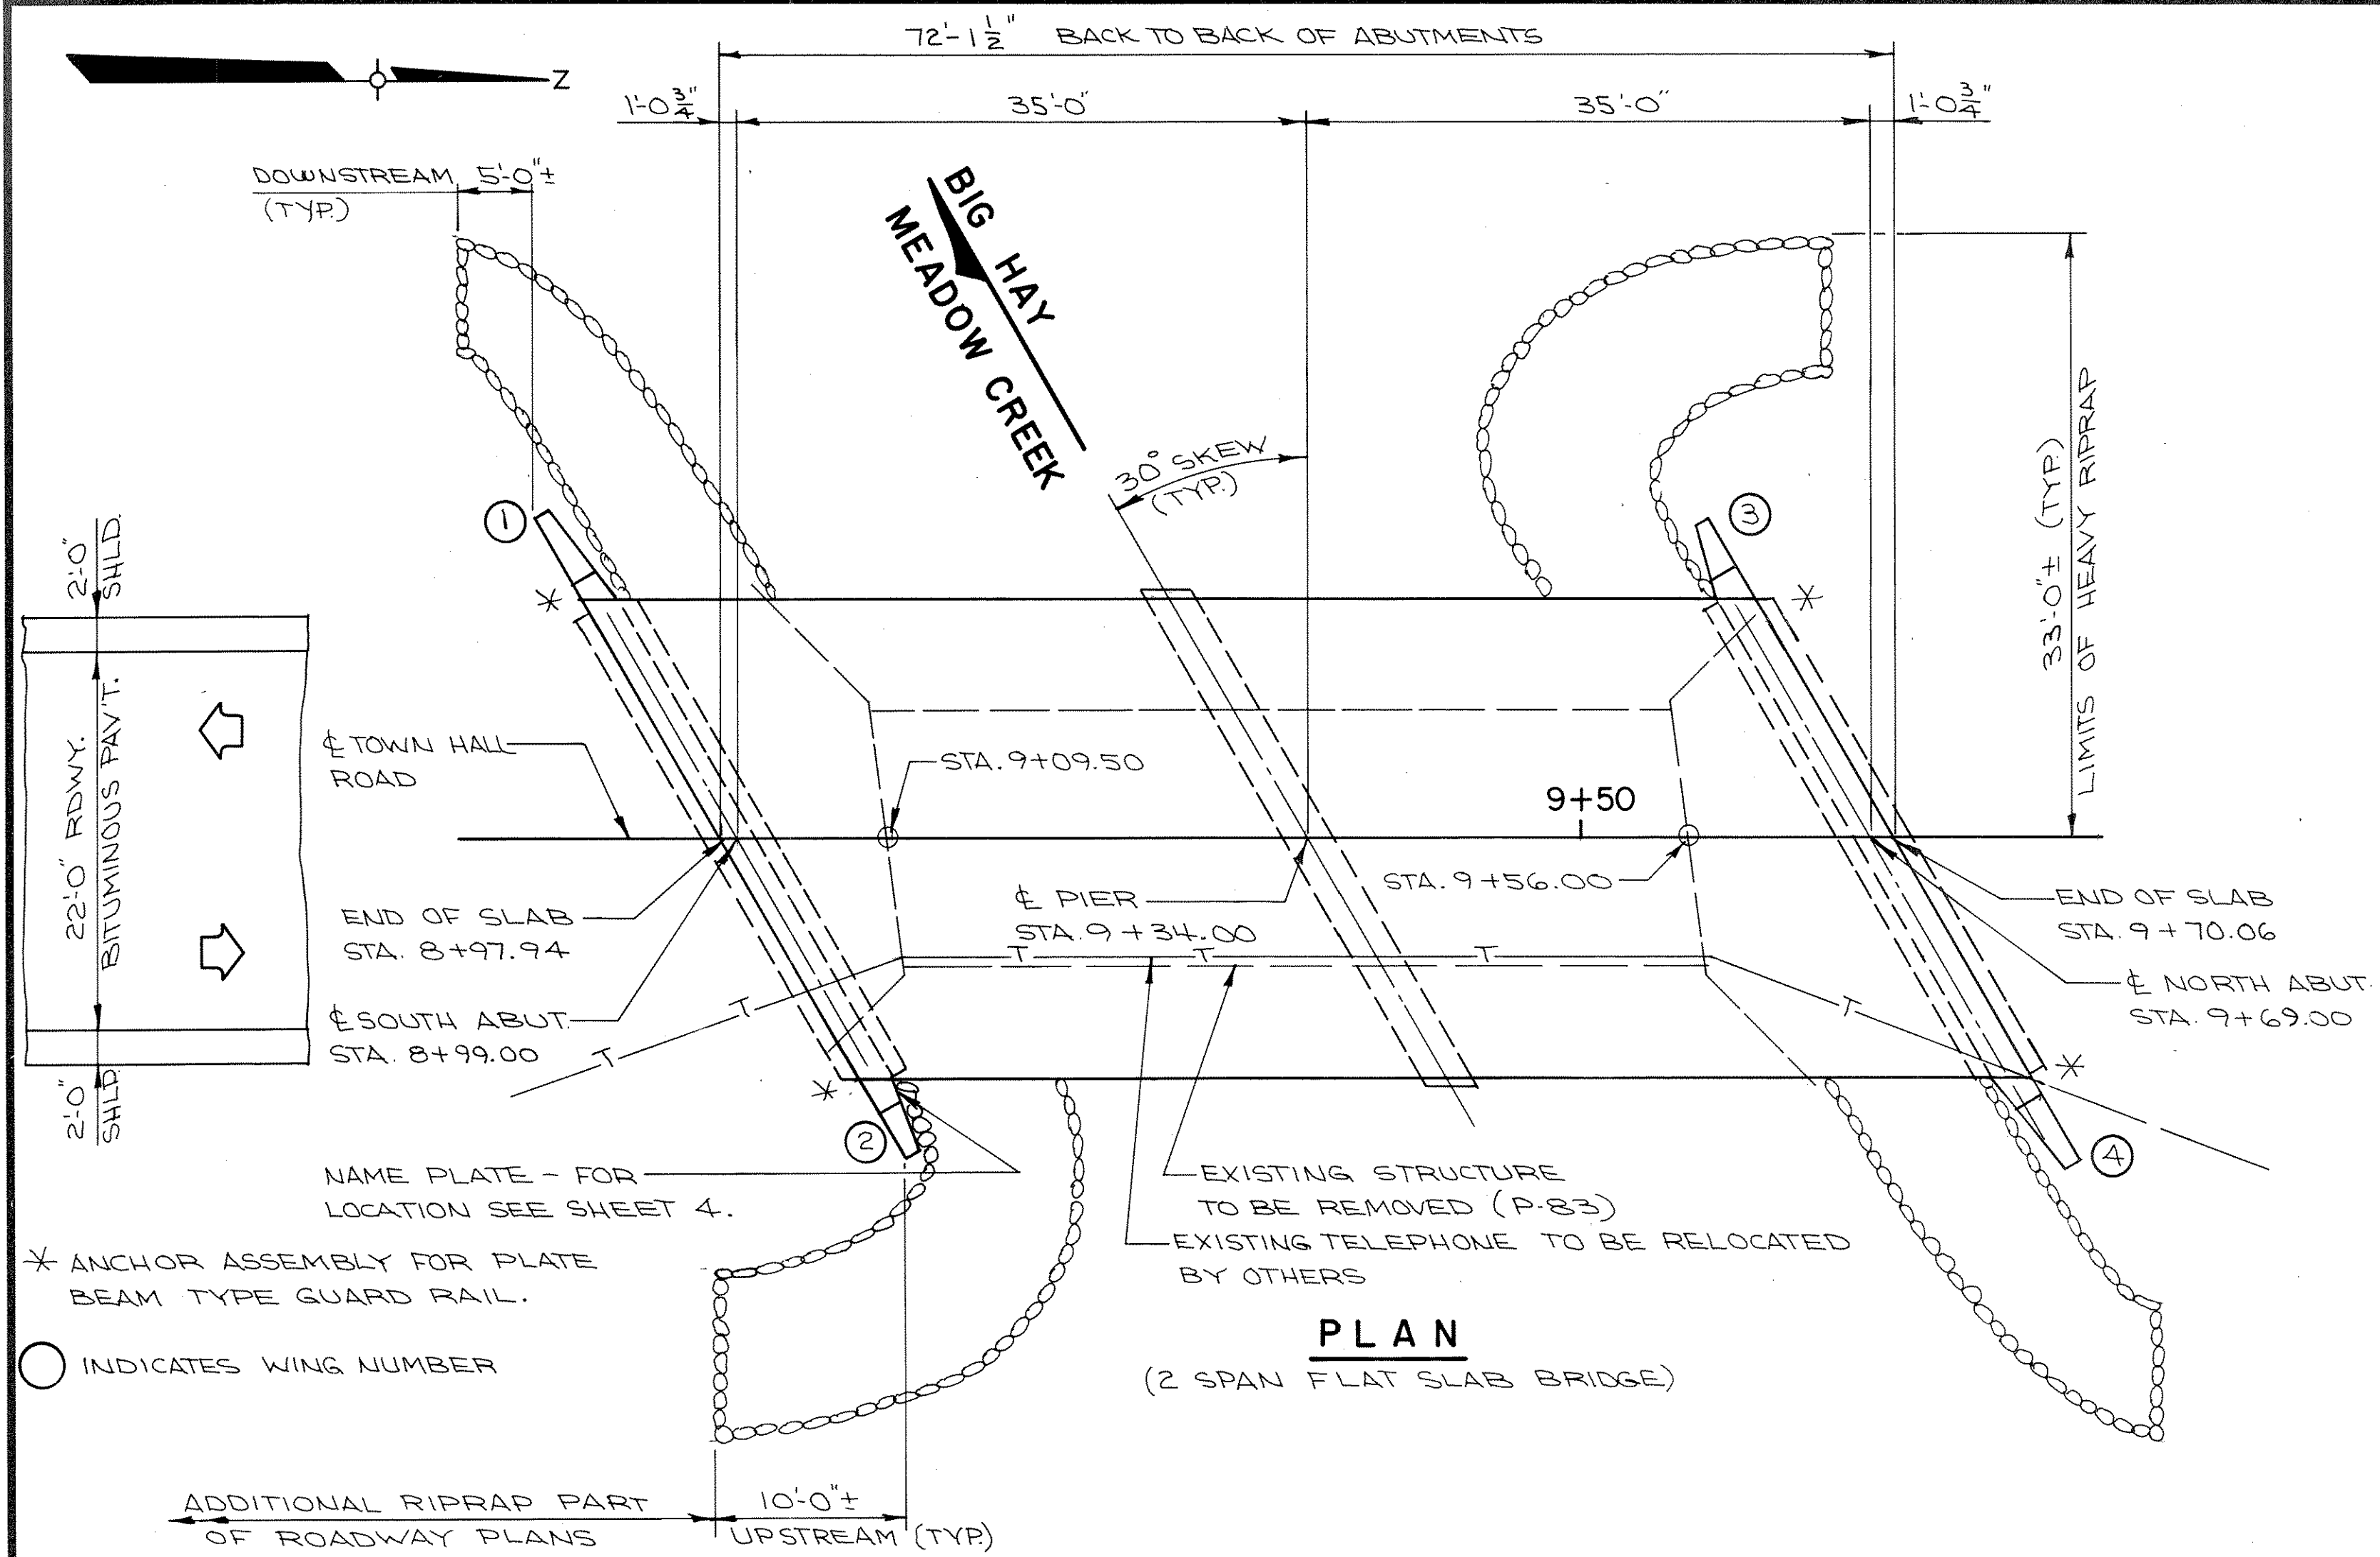 72'-1 1/2" BACK TO BACK OF ABUTMENTS
Z
1'-0 3/4"
35'-0"
35'-0"
1'-0 3/4"
DOWNSTREAM 5'-0"±
(TYP.)
BIG HAY
MEADOW CREEK
30° SKEW
(TYP.)
33'-0"± (TYP.)
LIMITS OF HEAVY RIPRAP
1
3
*
*
2'-0"
SHLD.
22'-0" RDWY.
BITUMINOUS PAV'T.
2'-0"
SHLD.
℄ TOWN HALL
ROAD
STA. 9+09.50
9+50
END OF SLAB
STA. 8+97.94
℄ PIER
STA. 9+34.00
STA. 9+56.00
END OF SLAB
STA. 9+70.06
℄ SOUTH ABUT.
STA. 8+99.00
℄ NORTH ABUT.
STA. 9+69.00
T
T
T
T
T
T
*
*
2
4
NAME PLATE - FOR
LOCATION SEE SHEET 4.
EXISTING STRUCTURE
TO BE REMOVED (P-83)
EXISTING TELEPHONE TO BE RELOCATED
BY OTHERS
* ANCHOR ASSEMBLY FOR PLATE
BEAM TYPE GUARD RAIL.
INDICATES WING NUMBER
PLAN
(2 SPAN FLAT SLAB BRIDGE)
ADDITIONAL RIPRAP PART
OF ROADWAY PLANS
10'-0"±
UPSTREAM (TYP.)